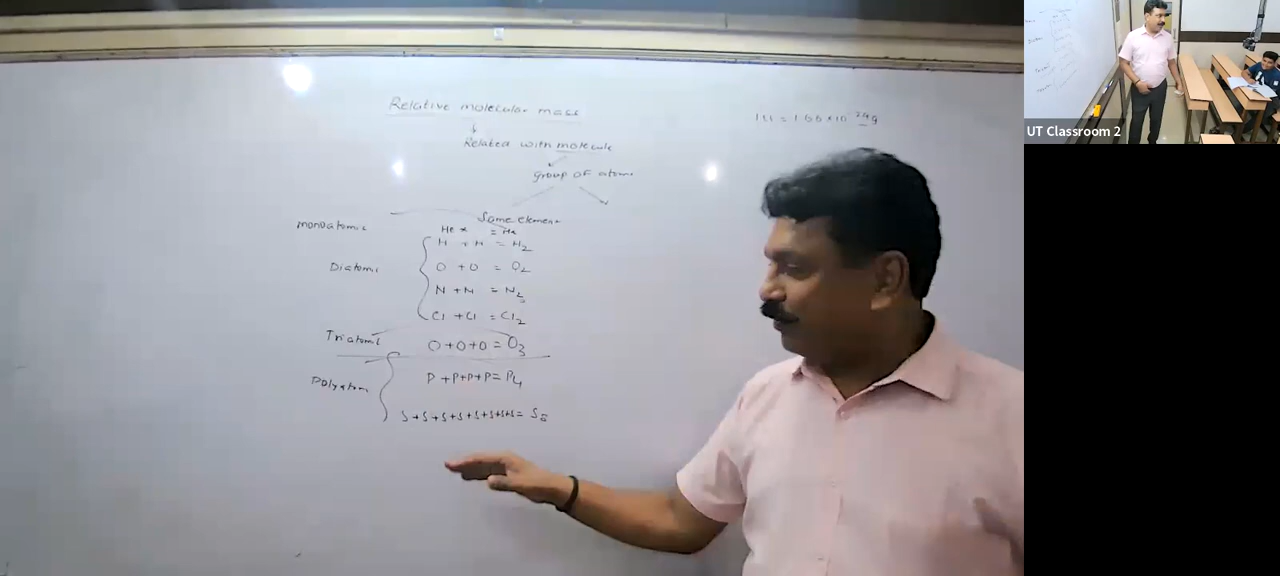 Relative molecular mass
1u = 1.66 × 10⁻²⁴g
Related with molecule
Group of atoms
Same element
monoatomic He = He
H + H = H₂
Diatomic O + O = O₂
N + N = N₂
Cl + Cl = Cl₂
Triatomic O+O+O = O₃
Polyatomic P+P+P+P = P₄
S+S+S+S+S+S+S+S = S₈
UT Classroom 2